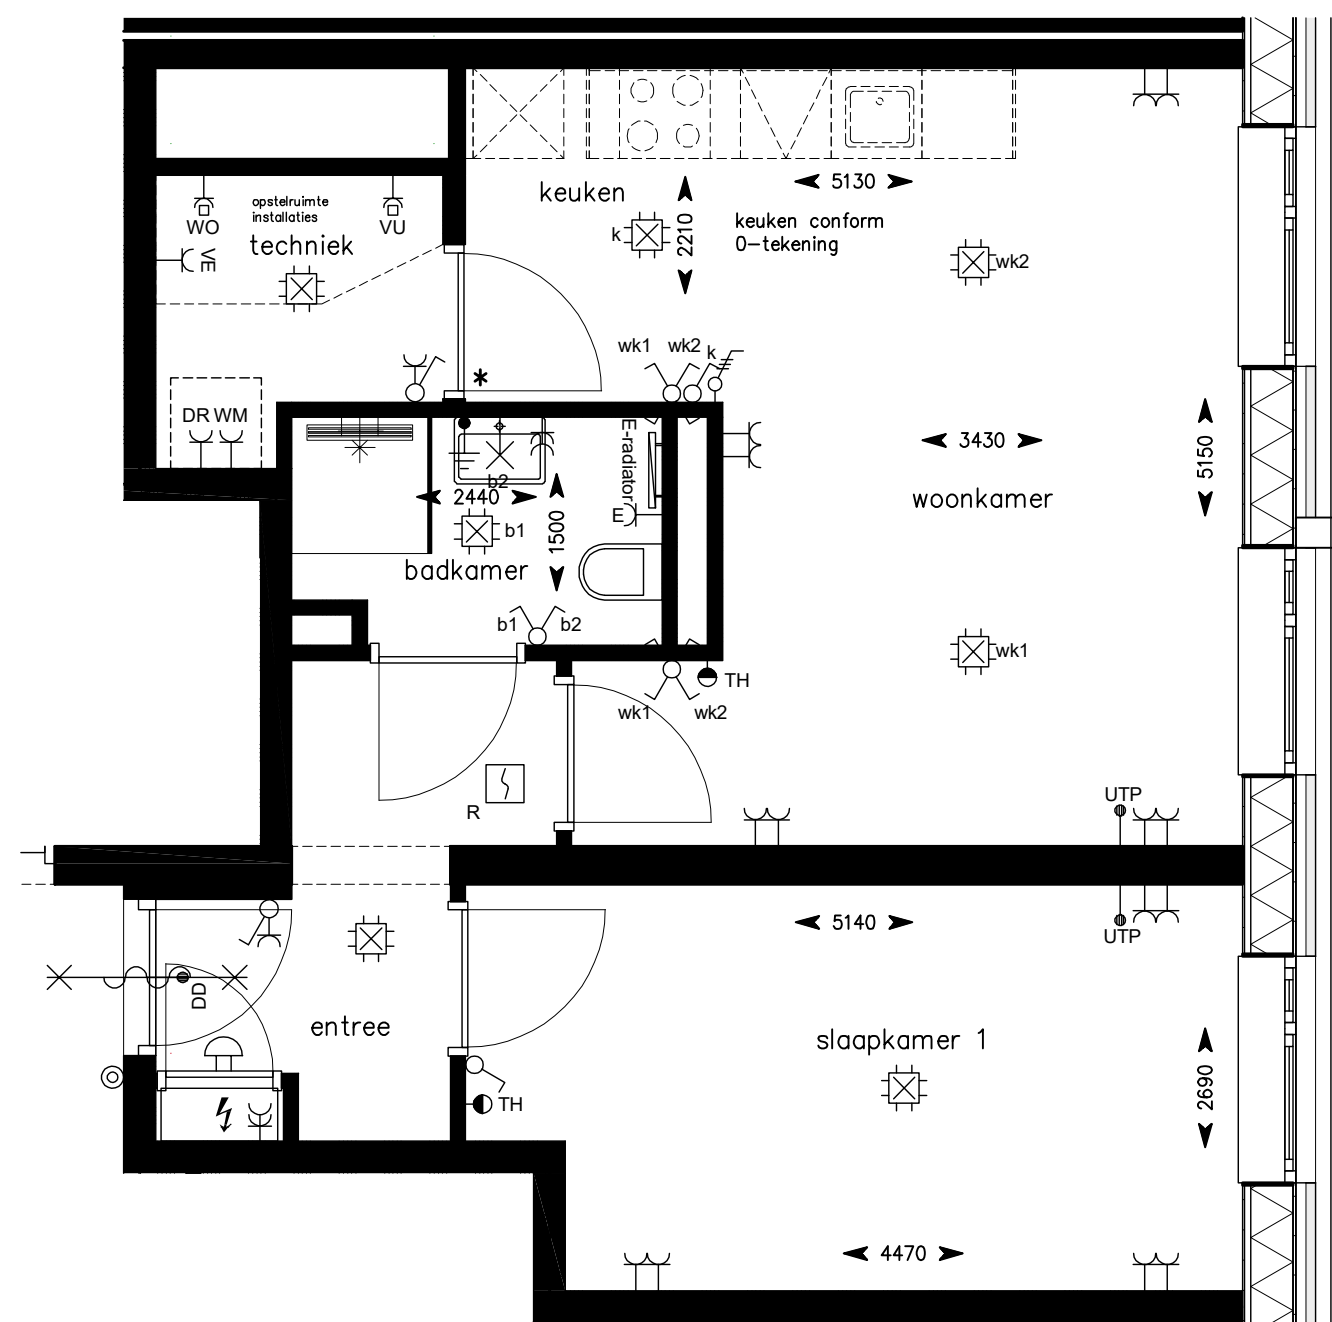 keuken
5130
opstelruimte
installaties
WO
VU
2210
keuken conform
0-tekening
techniek
k
VE
wk2
wk1
wk2
k
*
DR
WM
E-radiator
3430
5150
b2
2440
woonkamer
E
1500
b1
badkamer
b1
b2
wk1
TH
wk1
wk2
UTP
R
5140
UTP
DD
entree
slaapkamer 1
2690
TH
4470